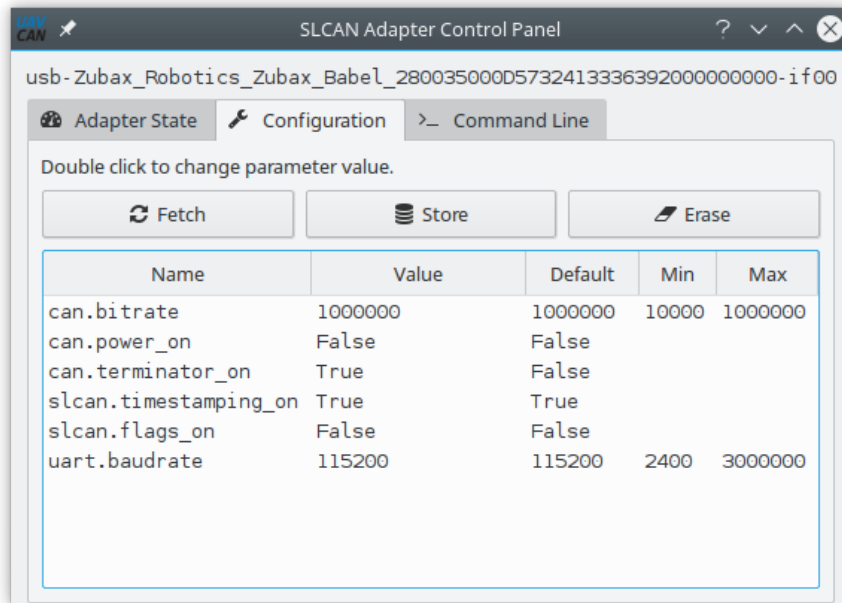 UAV
CAN
SLCAN Adapter Control Panel
usb-Zubax_Robotics_Zubax_Babel_280035000D5732413336392000000000-if00
Adapter State Configuration >_ Command Line
Double click to change parameter value.
Fetch Store Erase
Name Value Default Min Max
can.bitrate 1000000 1000000 10000 1000000
can.power_on False False
can.terminator_on True False
slcan.timestamping_on True True
slcan.flags_on False False
uart.baudrate 115200 115200 2400 3000000